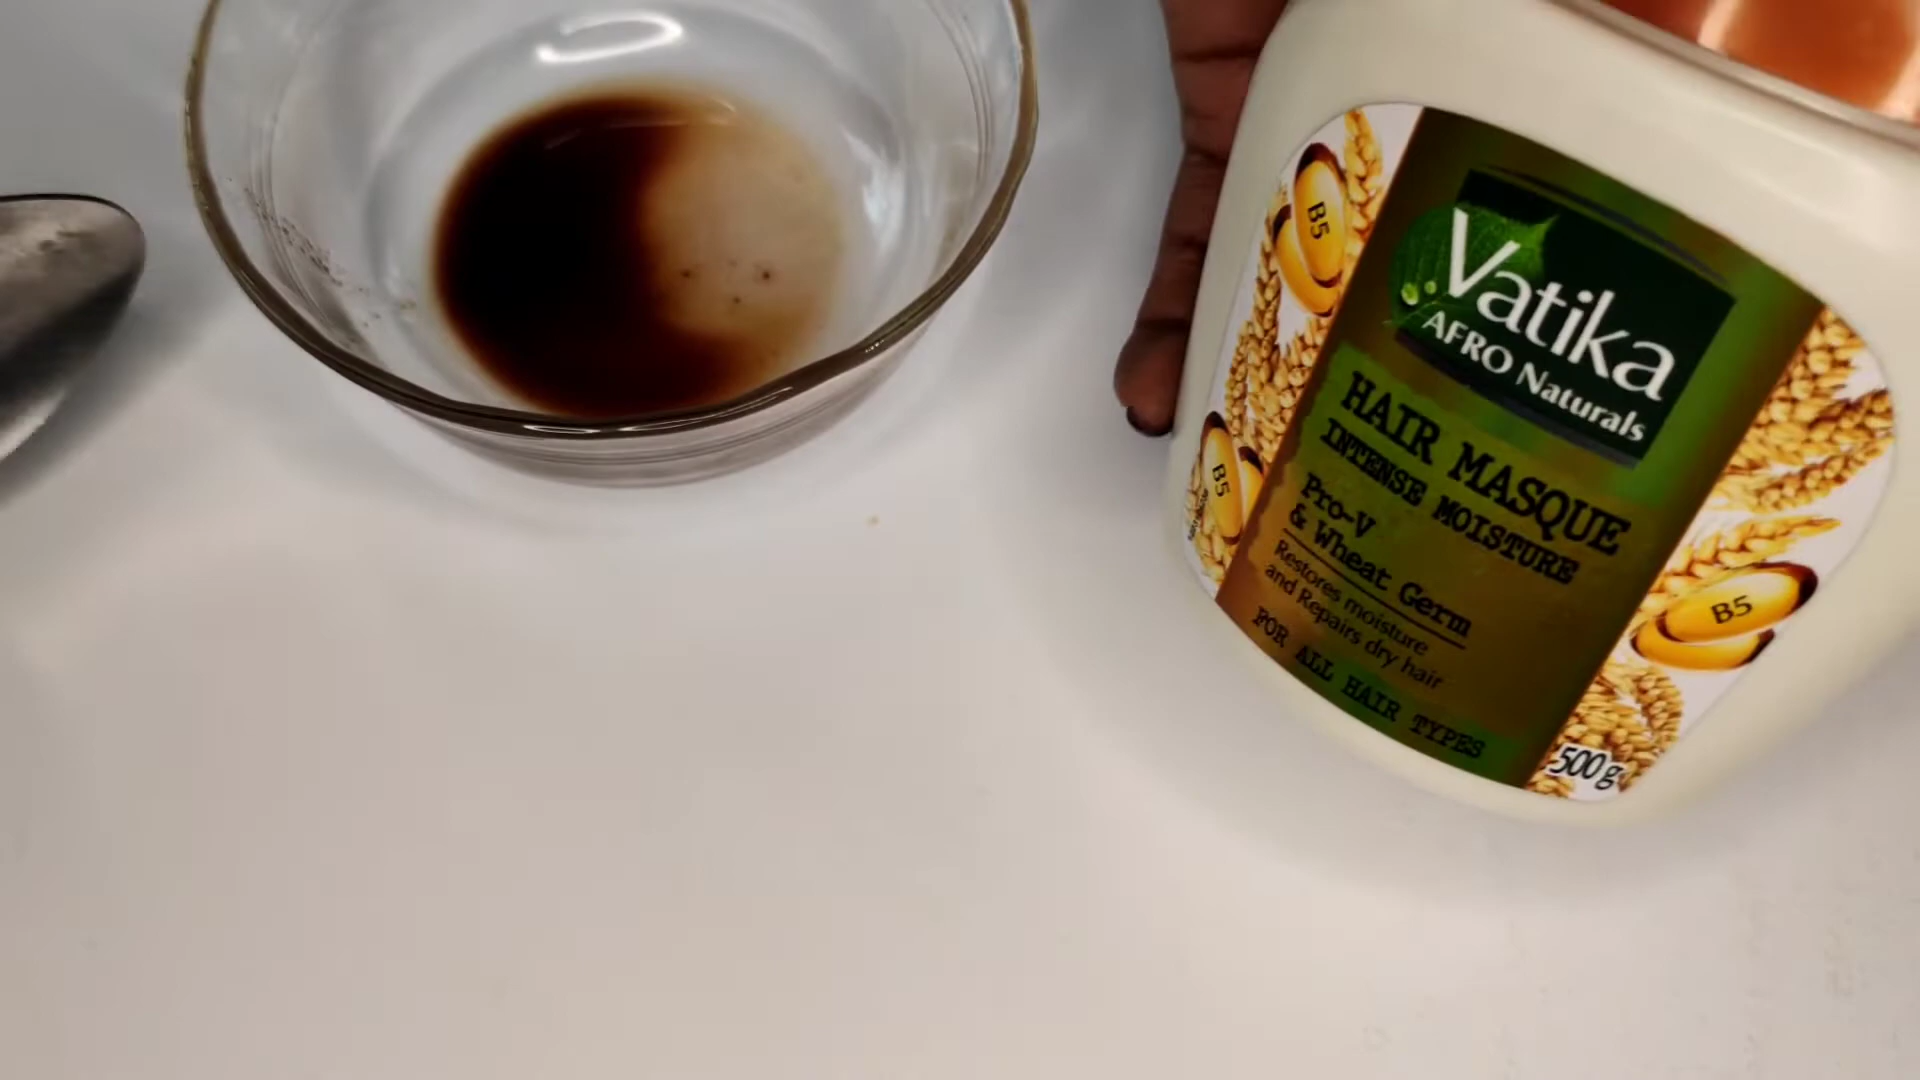 B5
Vatika
AFRO Naturals
HAIR MASQUE
INTENSE MOISTURE
Pro-V
& Wheat Germ
Restores moisture
and Repairs dry hair
FOR ALL HAIR TYPES
B5
B5
500 g